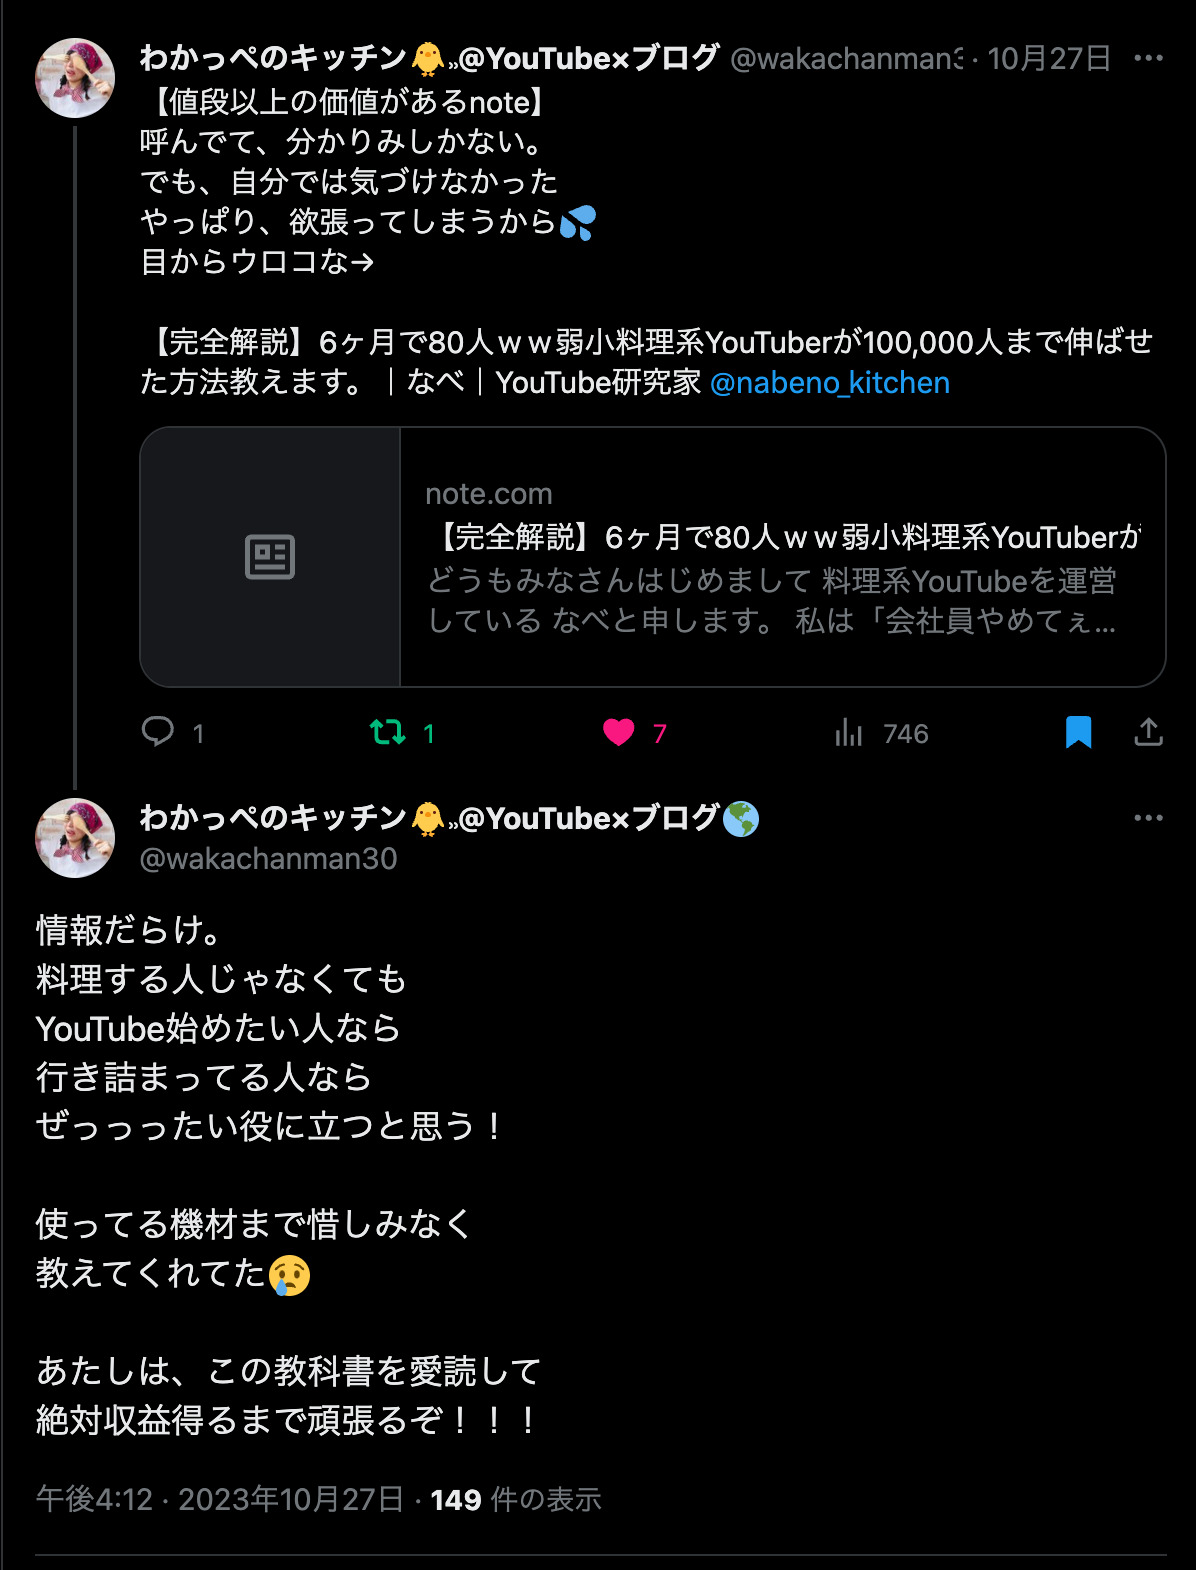 わかっぺのキッチン🐥»@YouTube×ブログ @wakachanman3 · 10月27日
【値段以上の価値があるnote】
呼んでて、分かりみしかない。
でも、自分では気づけなかった
やっぱり、欲張ってしまうから💦
目からウロコな→
【完全解説】6ヶ月で80人ｗｗ弱小料理系YouTuberが100,000人まで伸ばせ
た方法教えます。｜なべ｜YouTube研究家 @nabeno_kitchen
note.com
【完全解説】6ヶ月で80人ｗｗ弱小料理系YouTuberが
どうもみなさんはじめまして 料理系YouTubeを運営
している なべと申します。 私は「会社員やめてぇ…
1 1 7 746
わかっぺのキッチン🐥»@YouTube×ブログ🌎
@wakachanman30
情報だらけ。
料理する人じゃなくても
YouTube始めたい人なら
行き詰まってる人なら
ぜっっったい役に立つと思う！
使ってる機材まで惜しみなく
教えてくれてた😢
あたしは、この教科書を愛読して
絶対収益得るまで頑張るぞ！！！
午後4:12 · 2023年10月27日 · 149 件の表示